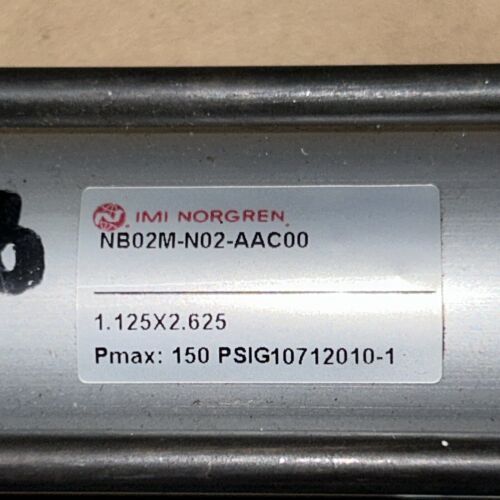 IMI NORGREN
NB02M-N02-AAC00
1.125X2.625
Pmax: 150 PSIG10712010-1